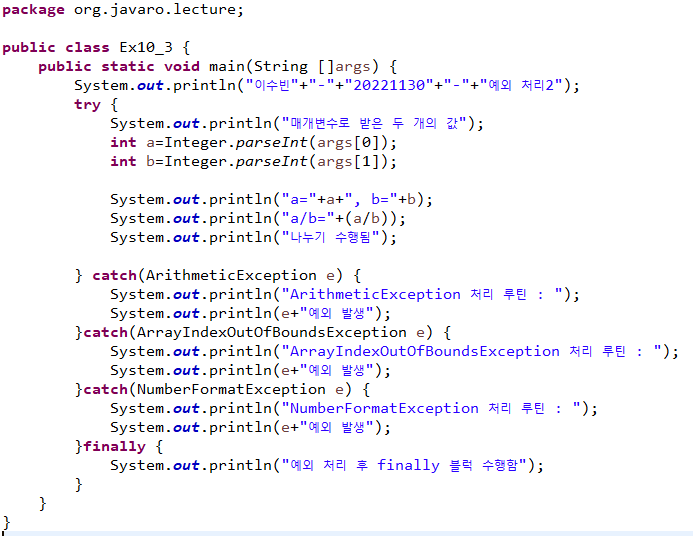 package org.javaro.lecture;

public class Ex10_3 {
    public static void main(String []args) {
        System.out.println("이수빈"+"-"+"20221130"+"-"+"예외 처리2");
        try {
            System.out.println("매개변수로 받은 두 개의 값");
            int a=Integer.parseInt(args[0]);
            int b=Integer.parseInt(args[1]);

            System.out.println("a="+a+", b="+b);
            System.out.println("a/b="+(a/b));
            System.out.println("나누기 수행됨");

        } catch(ArithmeticException e) {
            System.out.println("ArithmeticException 처리 루틴 : ");
            System.out.println(e+"예외 발생");
        }catch(ArrayIndexOutOfBoundsException e) {
            System.out.println("ArrayIndexOutOfBoundsException 처리 루틴 : ");
            System.out.println(e+"예외 발생");
        }catch(NumberFormatException e) {
            System.out.println("NumberFormatException 처리 루틴 : ");
            System.out.println(e+"예외 발생");
        }finally {
            System.out.println("예외 처리 후 finally 블럭 수행함");
        }
    }
}